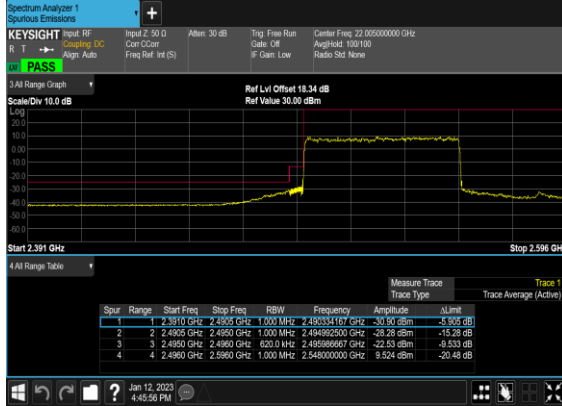 Spectrum Analyzer 1
Spurious Emissions
KEYSIGHT Input: RF Input Z: 50 Ω Atten: 30 dB Trig: Free Run Center Freq: 22.005000000 GHz
R T Coupling: DC Corr CCorr Gate: Off Avg|Hold: 100/100
Align: Auto Freq Ref: Int (S) IF Gain: Low Radio Std: None
PASS
3 All Range Graph
Ref Lvl Offset 18.34 dB
Scale/Div 10.0 dB Ref Value 30.00 dBm
Log
20.0
10.0
0.00
-10.0
-20.0
-30.0
-40.0
-50.0
-60.0
Start 2.391 GHz Stop 2.596 GH
4 All Range Table
Measure Trace Trace 1
Trace Type Trace Average (Active)
Spur Range Start Freq Stop Freq RBW Frequency Amplitude ΔLimit
1 1 2.3910 GHz 2.4905 GHz 1.000 MHz 2.490334167 GHz -30.90 dBm -5.905 dB
2 2 2.4905 GHz 2.4950 GHz 1.000 MHz 2.494992500 GHz -28.28 dBm -15.28 dB
3 3 2.4950 GHz 2.4960 GHz 620.0 kHz 2.495986667 GHz -22.53 dBm -9.533 dB
4 4 2.4960 GHz 2.5960 GHz 1.000 MHz 2.548000000 GHz 9.524 dBm -20.48 dB
Jan 12, 2023
4:45:56 PM